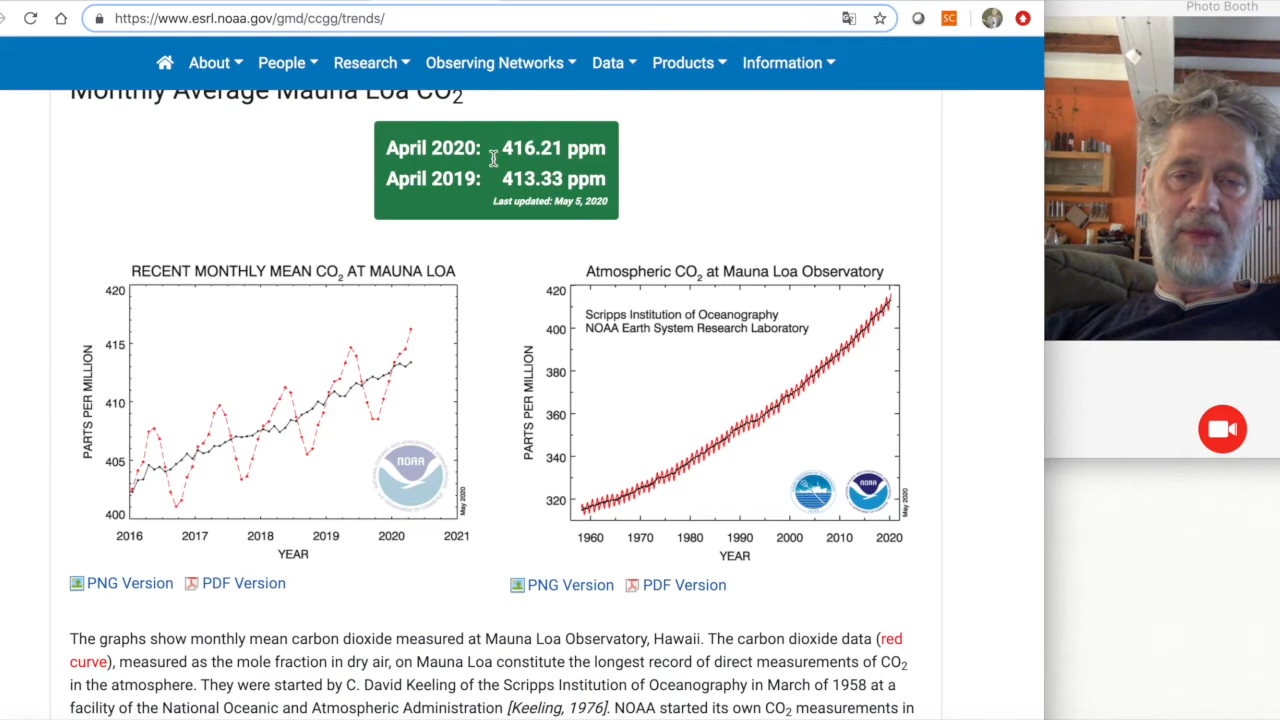 Photo Booth
https://www.esrl.noaa.gov/gmd/ccgg/trends/
SC
About People Research Observing Networks Data Products Information
Monthly Average Mauna Loa CO2
April 2020: 416.21 ppm
April 2019: 413.33 ppm
Last updated: May 5, 2020
RECENT MONTHLY MEAN CO2 AT MAUNA LOA
420
415
410
405
400
PARTS PER MILLION
2016 2017 2018 2019 2020 2021
YEAR
NOAA
May 2020
Atmospheric CO2 at Mauna Loa Observatory
Scripps Institution of Oceanography
NOAA Earth System Research Laboratory
420
400
380
360
340
320
PARTS PER MILLION
1960 1970 1980 1990 2000 2010 2020
YEAR
NOAA
May 2020
PNG Version PDF Version
PNG Version PDF Version
The graphs show monthly mean carbon dioxide measured at Mauna Loa Observatory, Hawaii. The carbon dioxide data (red
curve), measured as the mole fraction in dry air, on Mauna Loa constitute the longest record of direct measurements of CO2
in the atmosphere. They were started by C. David Keeling of the Scripps Institution of Oceanography in March of 1958 at a
facility of the National Oceanic and Atmospheric Administration [Keeling, 1976]. NOAA started its own CO2 measurements in